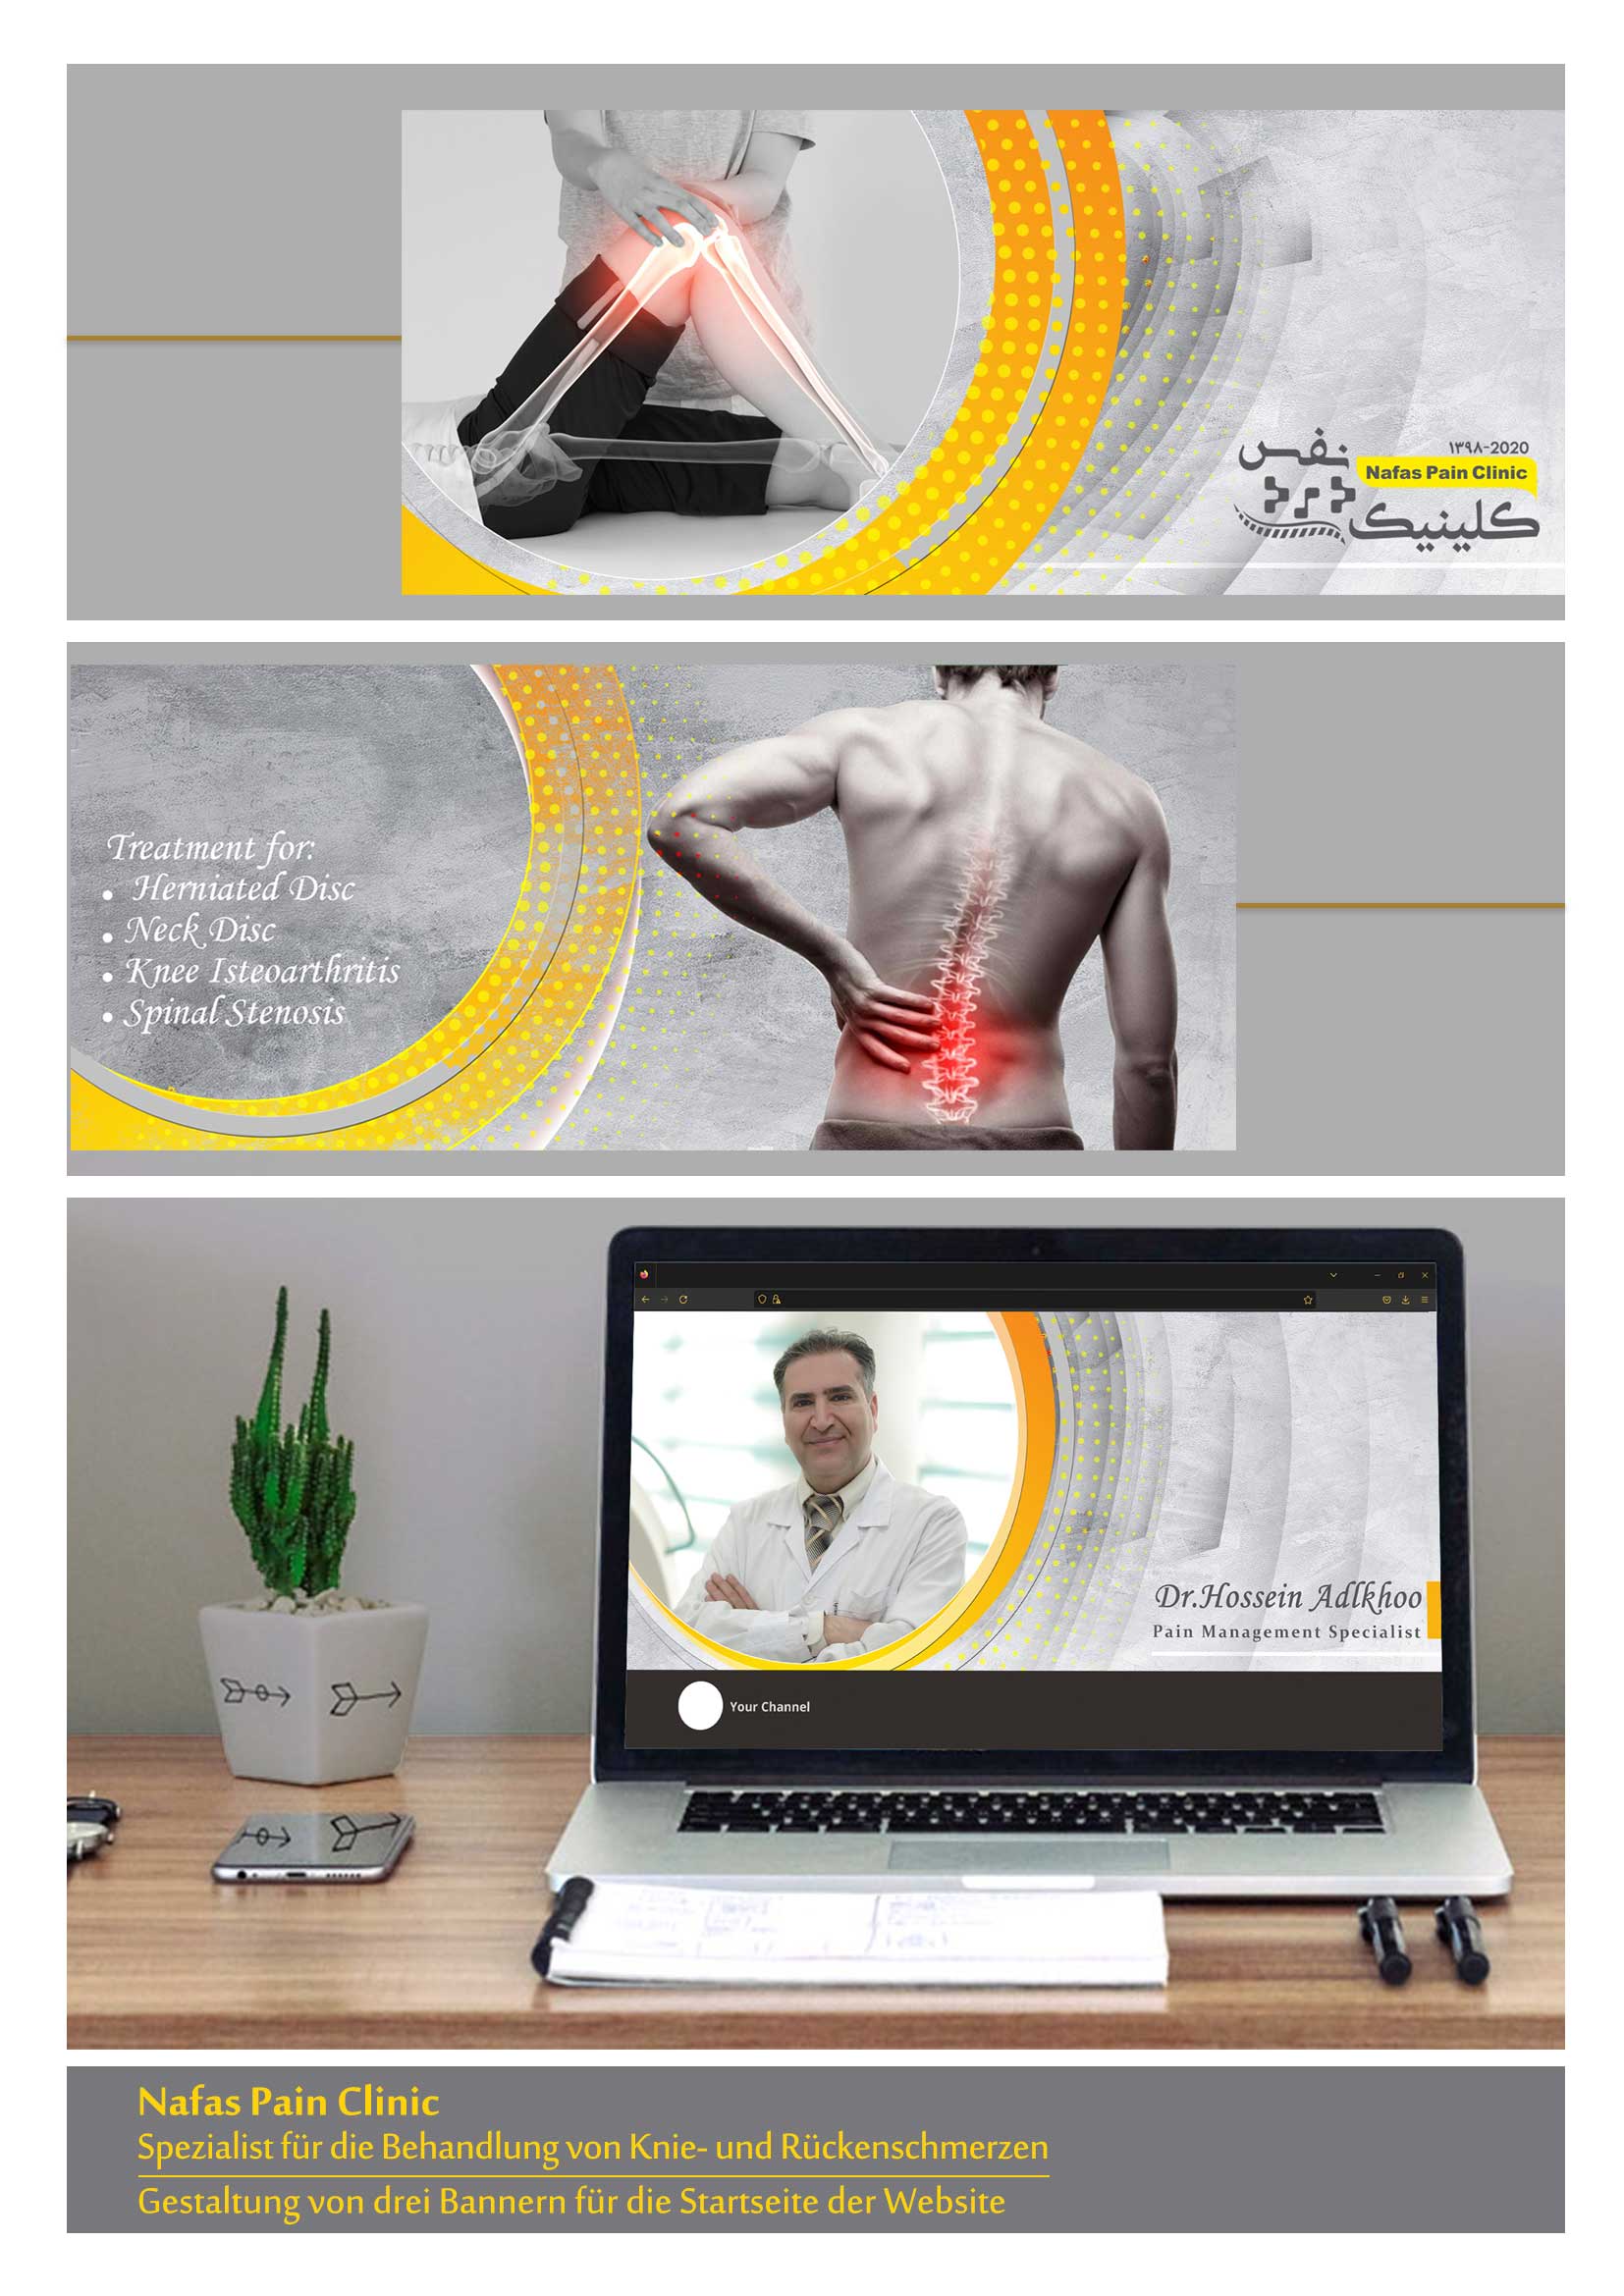 ۱۳۹۸-2020
نفس
Nafas Pain Clinic
درد
کلینیک
Treatment for:
• Herniated Disc
• Neck Disc
• Knee Isteoarthritis
• Spinal Stenosis
Dr.Hossein Adlkhoo
Pain Management Specialist
Your Channel
Nafas Pain Clinic
Spezialist für die Behandlung von Knie- und Rückenschmerzen
Gestaltung von drei Bannern für die Startseite der Website